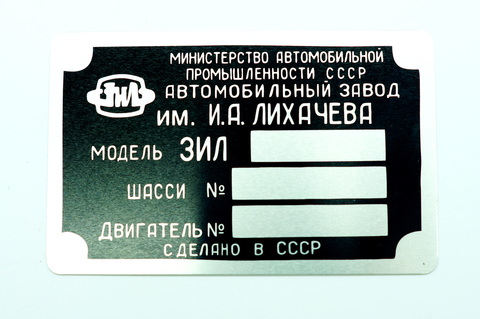 МИНИСТЕРСТВО АВТОМОБИЛЬНОЙ
ПРОМЫШЛЕННОСТИ СССР
ЗИЛ
АВТОМОБИЛЬНЫЙ ЗАВОД
ИМ. И.А. ЛИХАЧЕВА
МОДЕЛЬ ЗИЛ
ШАССИ №
ДВИГАТЕЛЬ №
СДЕЛАНО В СССР